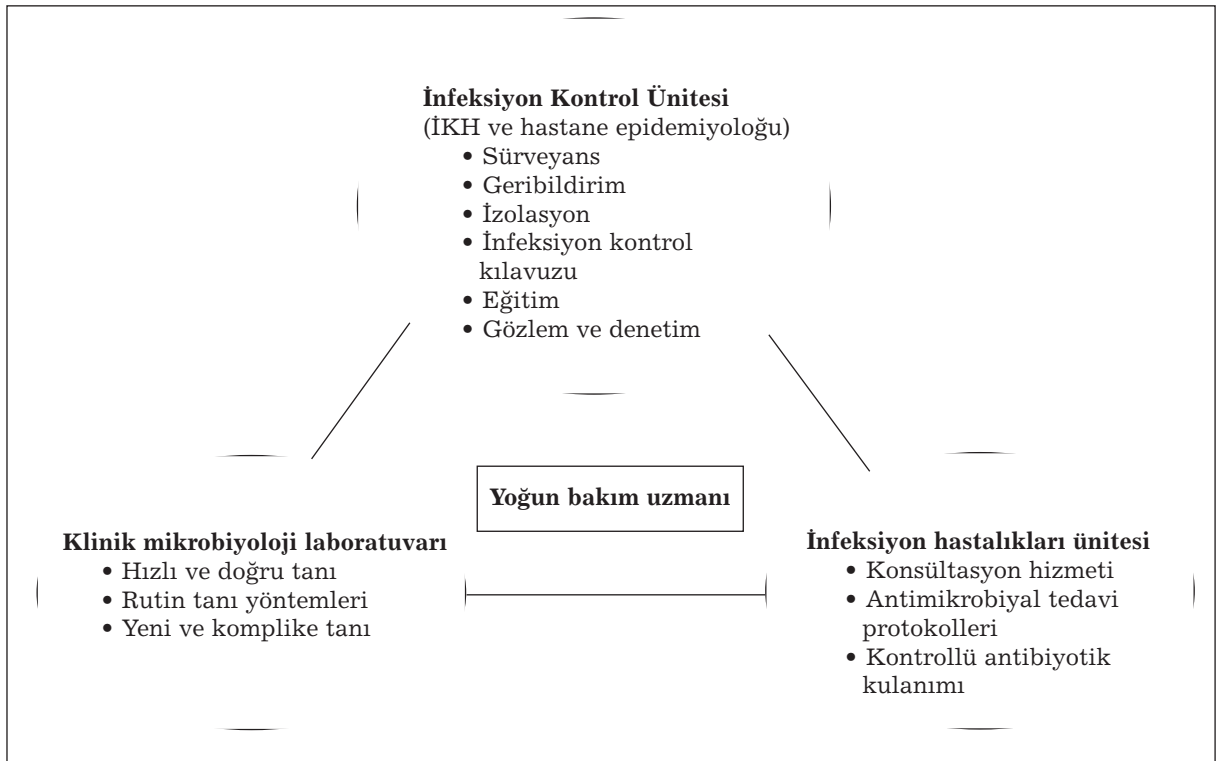 İnfeksiyon Kontrol Ünitesi
(İKH ve hastane epidemiyoloğu)
• Sürveyans
• Geribildirim
• İzolasyon
• İnfeksiyon kontrol
kılavuzu
• Eğitim
• Gözlem ve denetim
Yoğun bakım uzmanı
Klinik mikrobiyoloji laboratuvarı
• Hızlı ve doğru tanı
• Rutin tanı yöntemleri
• Yeni ve komplike tanı
İnfeksiyon hastalıkları ünitesi
• Konsültasyon hizmeti
• Antimikrobiyal tedavi
protokolleri
• Kontrollü antibiyotik
kulanımı